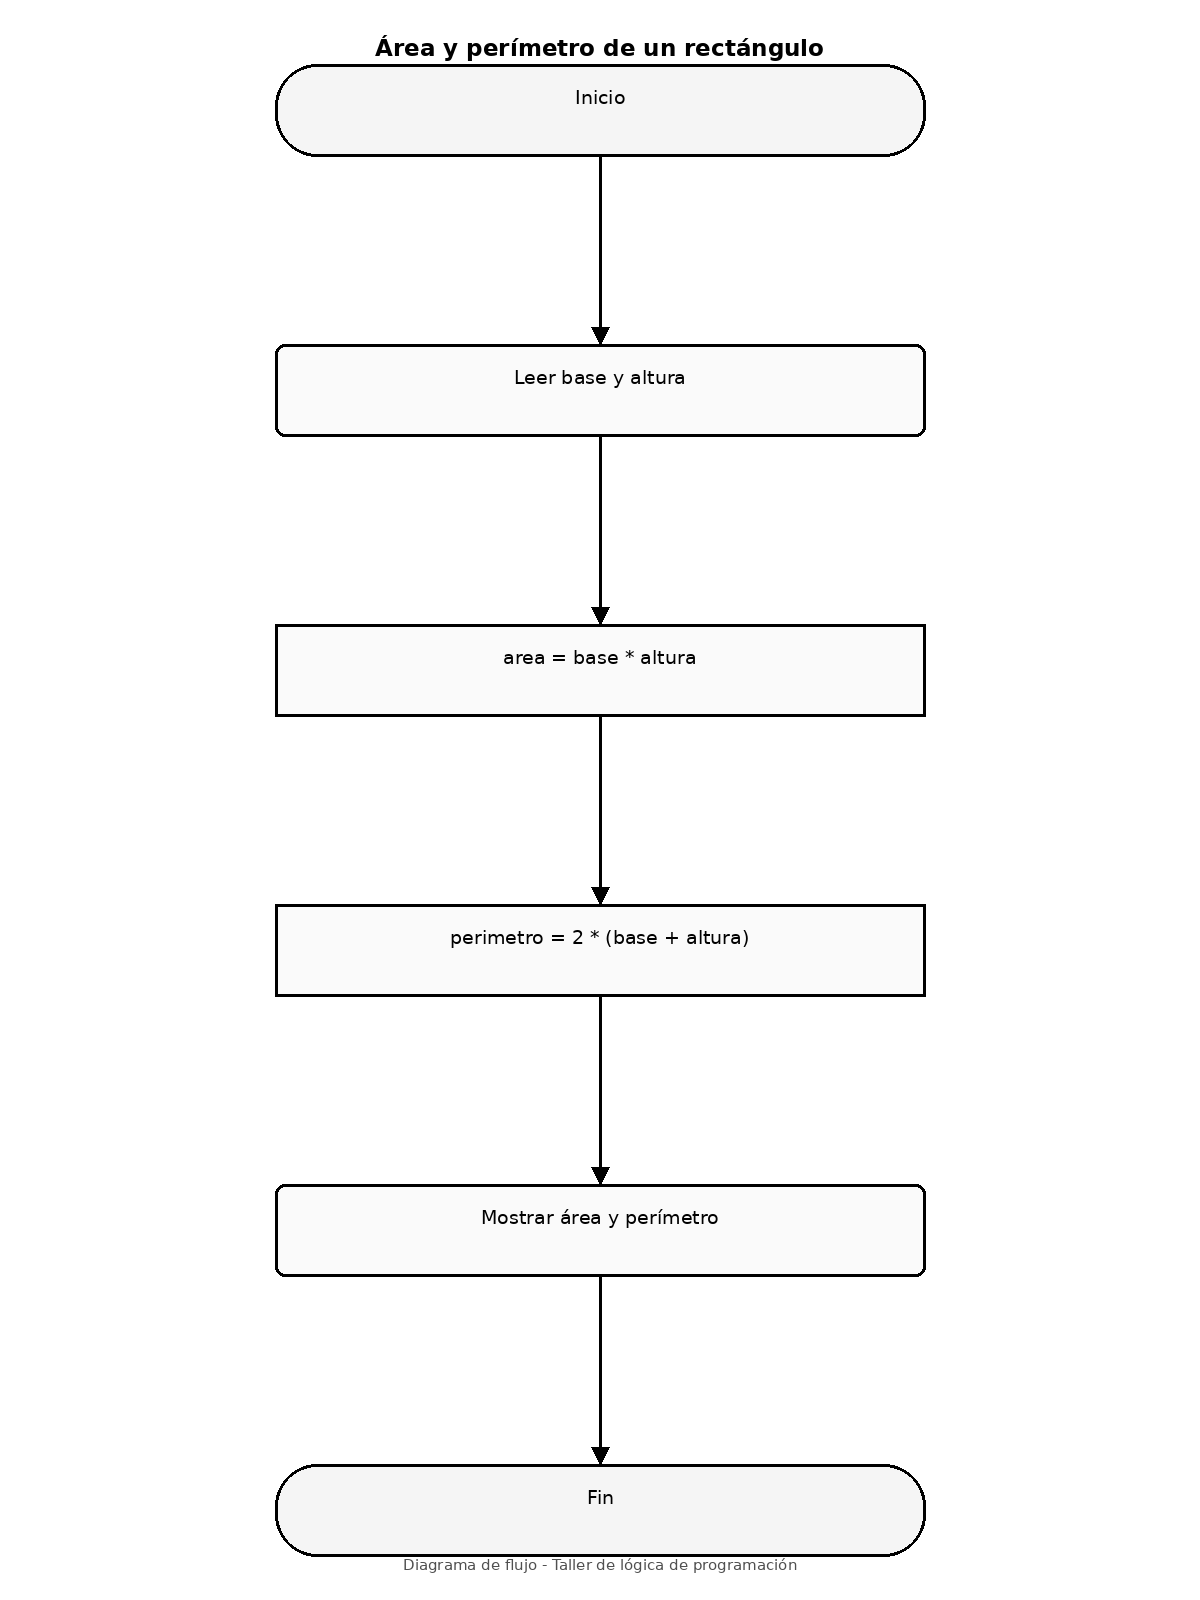 Área y perímetro de un rectángulo
Inicio
Leer base y altura
area = base * altura
perimetro = 2 * (base + altura)
Mostrar área y perímetro
Fin
Diagrama de flujo - Taller de lógica de programación